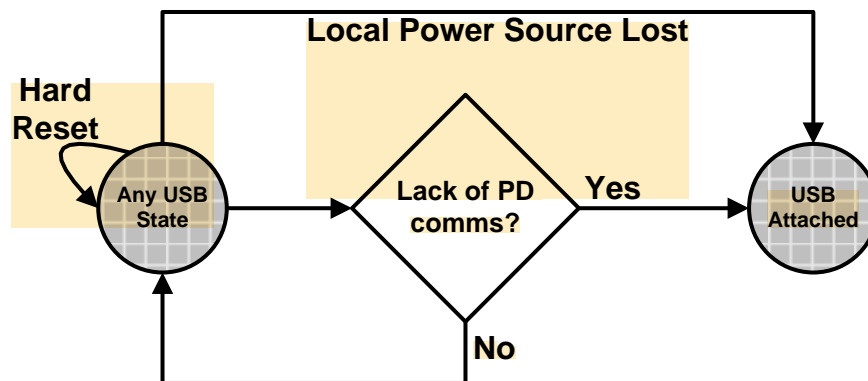 Local Power Source Lost
Hard
Reset
Any USB
State
Lack of PD
comms?
Yes
USB
Attached
No